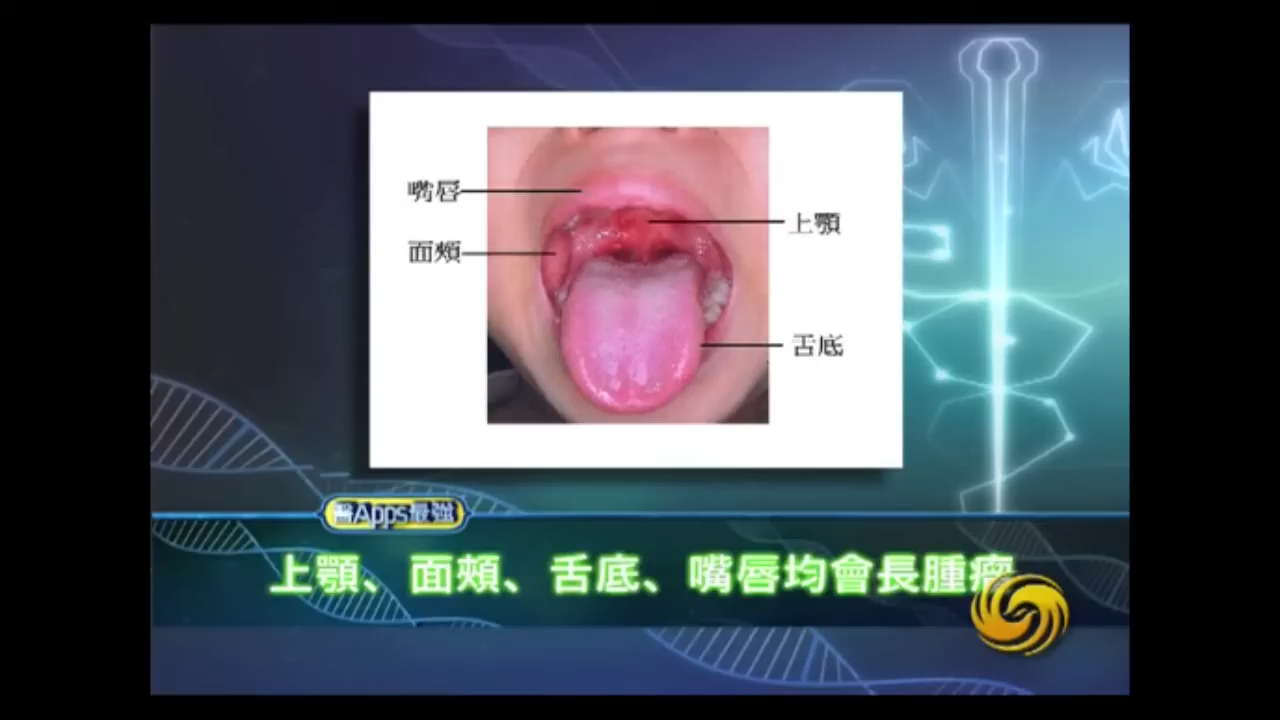 嘴唇
上顎
面頰
舌底
醫Apps最強
上顎、面頰、舌底、嘴唇均會長腫瘤